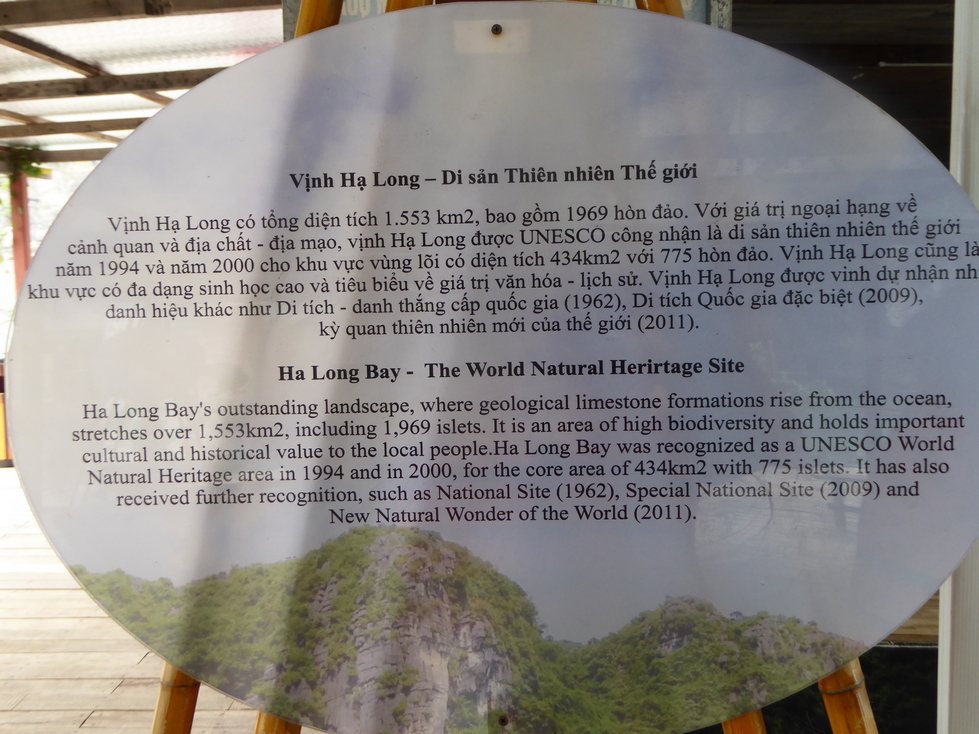 Vịnh Hạ Long – Di sản Thiên nhiên Thế giới
Vịnh Hạ Long có tổng diện tích 1.553 km2, bao gồm 1969 hòn đảo. Với giá trị ngoại hạng về
cảnh quan và địa chất - địa mạo, vịnh Hạ Long được UNESCO công nhận là di sản thiên nhiên thế giới
năm 1994 và năm 2000 cho khu vực vùng lõi có diện tích 434km2 với 775 hòn đảo. Vịnh Hạ Long cũng là
khu vực có đa dạng sinh học cao và tiêu biểu về giá trị văn hóa - lịch sử. Vịnh Hạ Long được vinh dự nhận nh
danh hiệu khác như Di tích - danh thắng cấp quốc gia (1962), Di tích Quốc gia đặc biệt (2009),
kỳ quan thiên nhiên mới của thế giới (2011).
Ha Long Bay - The World Natural Herirtage Site
Ha Long Bay's outstanding landscape, where geological limestone formations rise from the ocean,
stretches over 1,553km2, including 1,969 islets. It is an area of high biodiversity and holds important
cultural and historical value to the local people.Ha Long Bay was recognized as a UNESCO World
Natural Heritage area in 1994 and in 2000, for the core area of 434km2 with 775 islets. It has also
received further recognition, such as National Site (1962), Special National Site (2009) and
New Natural Wonder of the World (2011).